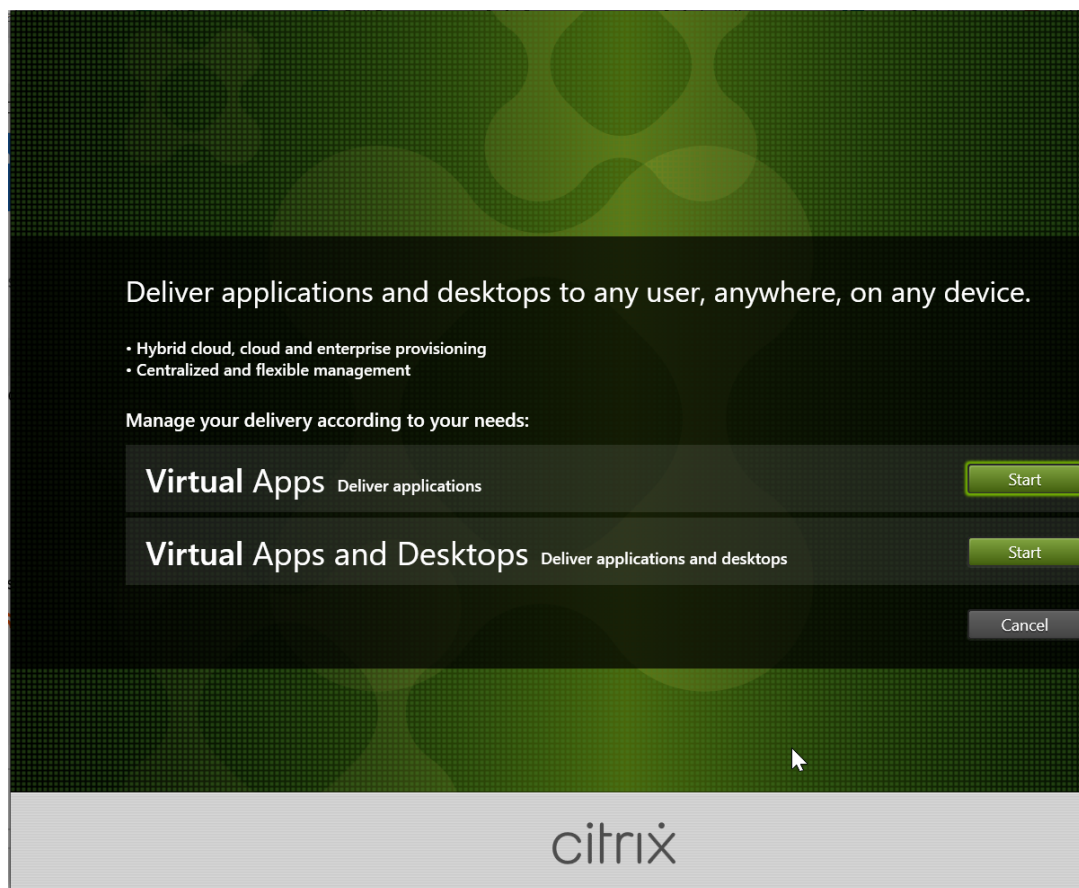 Deliver applications and desktops to any user, anywhere, on any device.
• Hybrid cloud, cloud and enterprise provisioning
• Centralized and flexible management
Manage your delivery according to your needs:
Virtual Apps Deliver applications
Start
Virtual Apps and Desktops Deliver applications and desktops
Start
Cancel
citrix